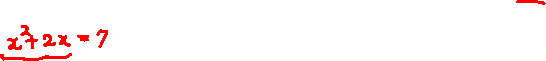 x²+2x = 7